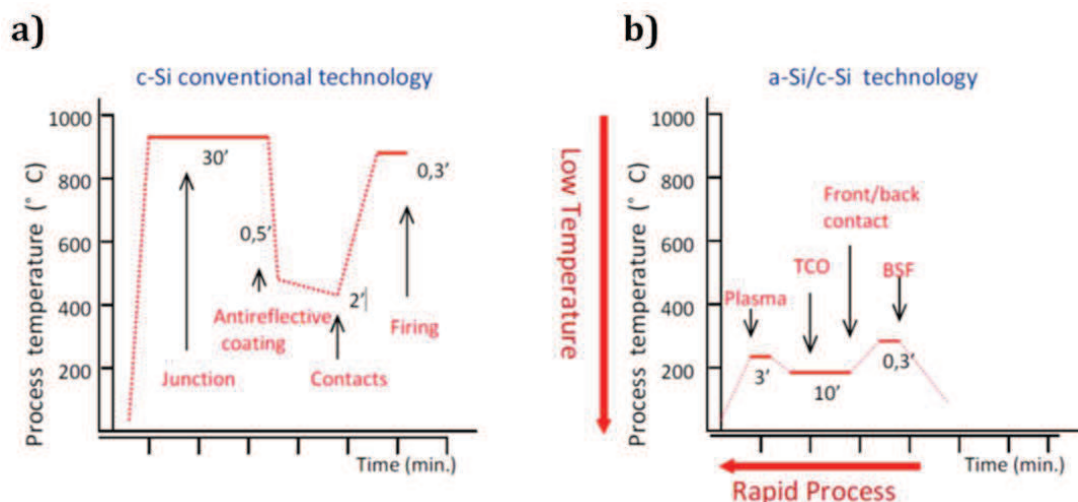 a)
c-Si conventional technology
Process temperature (° C)
1000
800
600
400
200
30'
0,5'
2'
0,3'
Junction
Antireflective
coating
Contacts
Firing
Time (min.)
b)
a-Si/c-Si technology
Low Temperature
Process temperature (° C)
1000
800
600
400
200
Front/back
contact
TCO
BSF
Plasma
3'
10'
0,3'
Time (min.)
Rapid Process